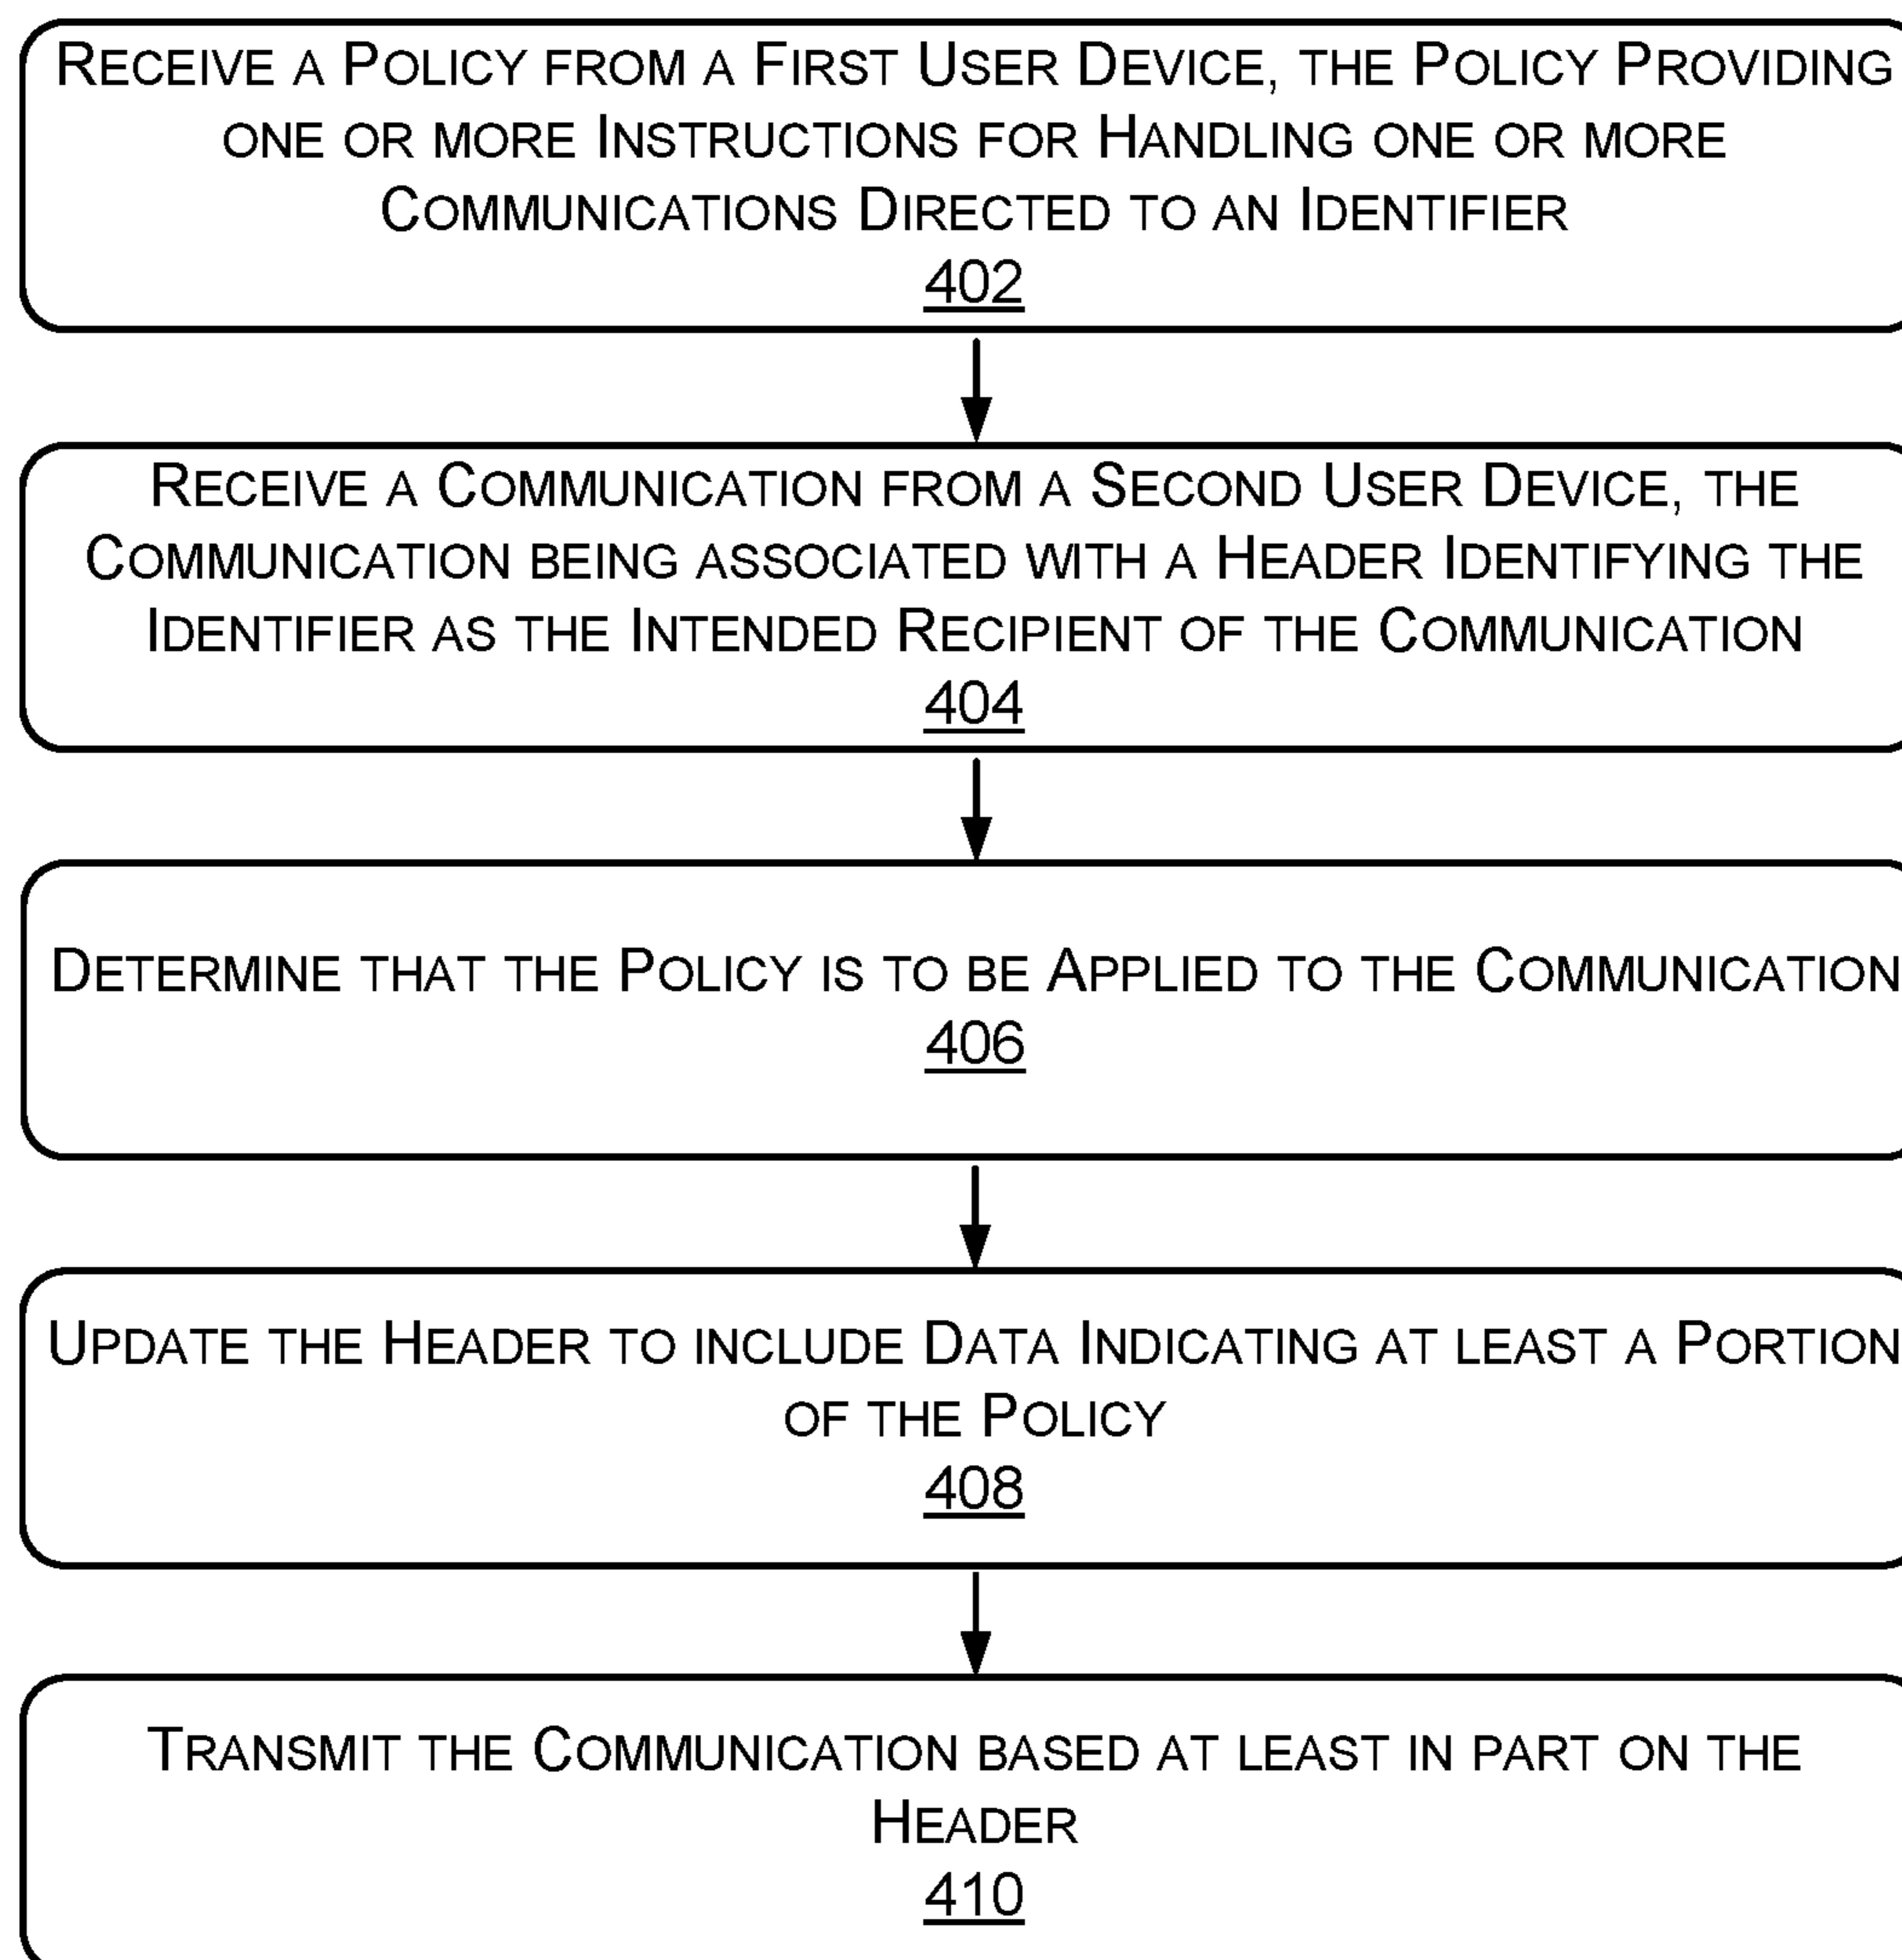 Receive a Policy from a First User Device, the Policy Providing
one or more Instructions for Handling one or more
Communications Directed to an Identifier
402
Receive a Communication from a Second User Device, the
Communication being associated with a Header Identifying the
Identifier as the Intended Recipient of the Communication
404
Determine that the Policy is to be Applied to the Communication
406
Update the Header to include Data Indicating at least a Portion
of the Policy
408
Transmit the Communication based at least in part on the
Header
410